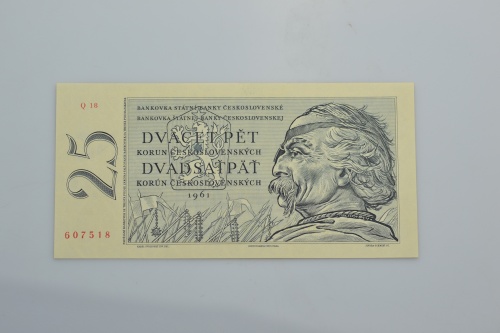 Q 18
BANKOVKA STÁTNÍ BANKY ČESKOSLOVENSKÉ
BANKOVKA ŠTÁTNEJ BANKY ČESKOSLOVENSKEJ
25
DVACET PĚT
KORUN ČESKOSLOVENSKÝCH
DVADSAŤPÄŤ
KORÚN ČESKOSLOVENSKÝCH
1961
607518